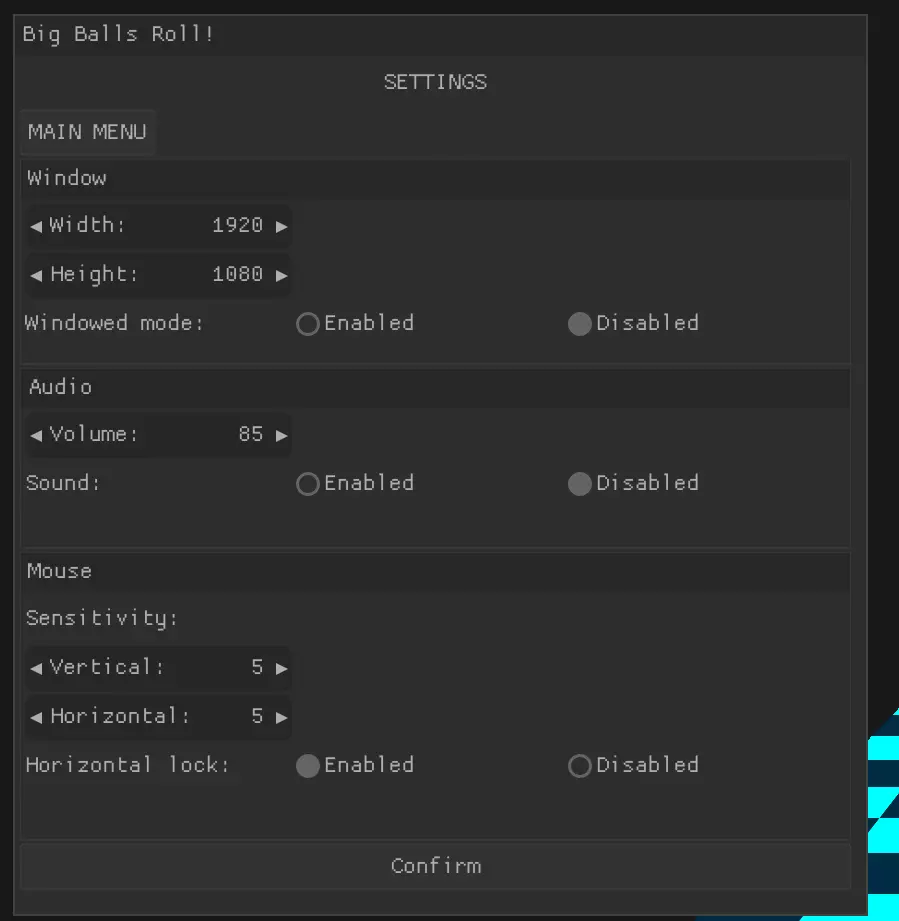 Big Balls Roll!
SETTINGS
MAIN MENU
Window
Width: 1920
Height: 1080
Windowed mode: Enabled Disabled
Audio
Volume: 85
Sound: Enabled Disabled
Mouse
Sensitivity:
Vertical: 5
Horizontal: 5
Horizontal lock: Enabled Disabled
Confirm